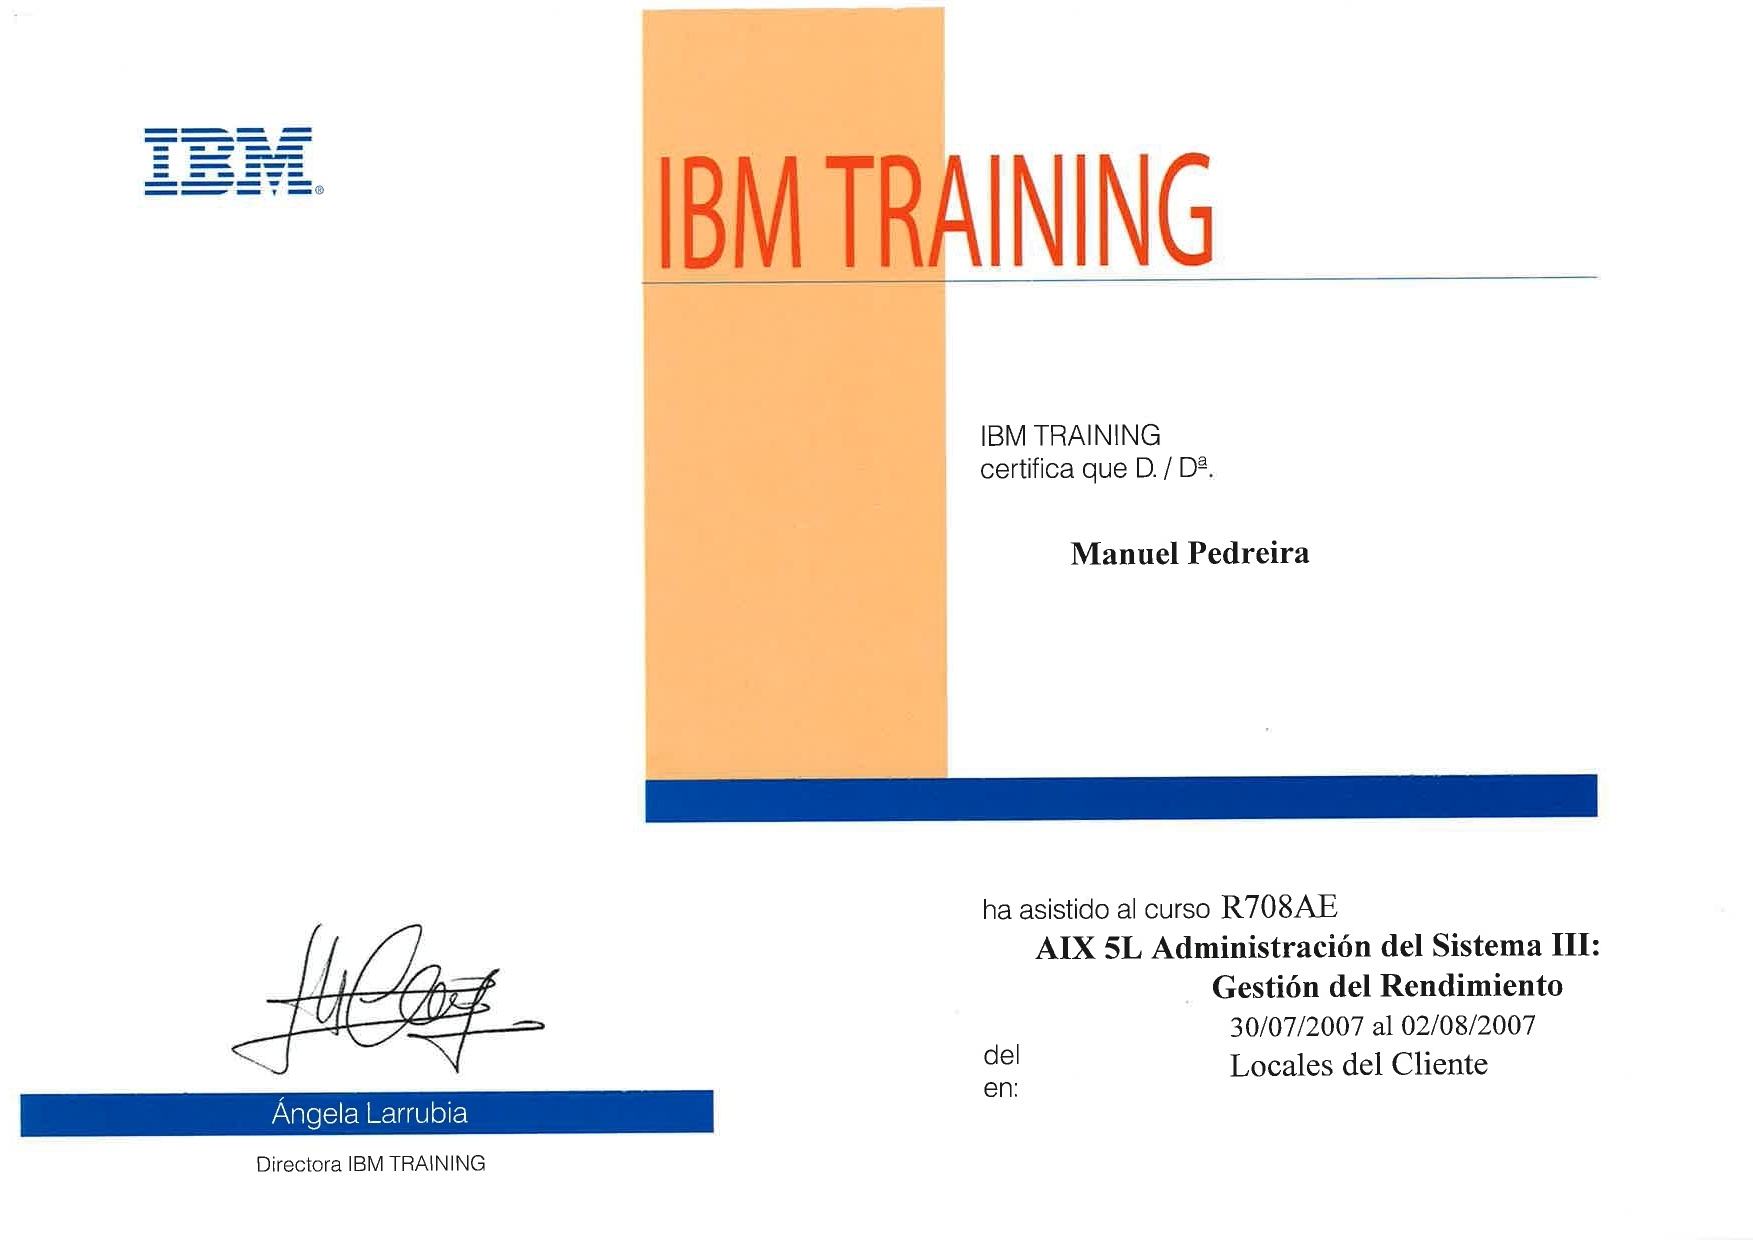 IBM®
IBM TRAINING
IBM TRAINING
certifica que D. / Dª.
Manuel Pedreira
ha asistido al curso R708AE
AIX 5L Administración del Sistema III:
Gestión del Rendimiento
30/07/2007 al 02/08/2007
del
Locales del Cliente
en:
Ángela Larrubia
Directora IBM TRAINING